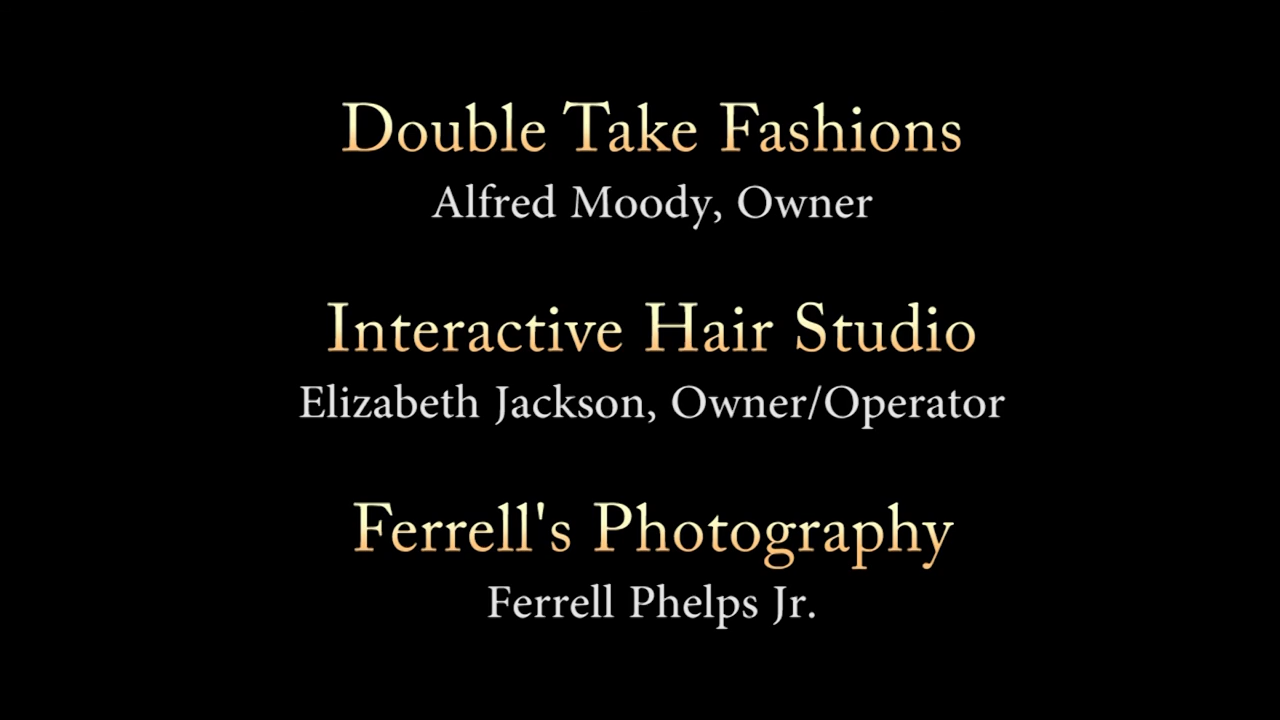 Double Take Fashions
Alfred Moody, Owner
Interactive Hair Studio
Elizabeth Jackson, Owner/Operator
Ferrell's Photography
Ferrell Phelps Jr.